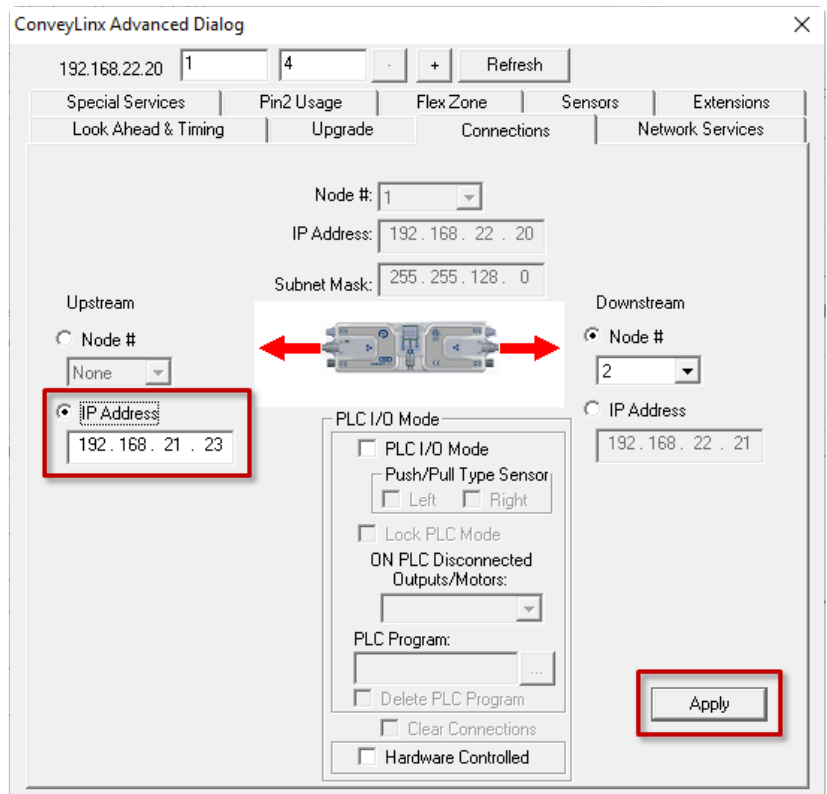 ConveyLinx Advanced Dialog
192.168.22.20 1 4 - + Refresh
Special Services Pin2 Usage Flex Zone Sensors Extensions
Look Ahead & Timing Upgrade Connections Network Services
Node #: 1
IP Address: 192 . 168 . 22 . 20
Subnet Mask: 255 . 255 . 128 . 0
Upstream
Node #
None
IP Address
192 . 168 . 21 . 23
Downstream
Node #
2
IP Address
192 . 168 . 22 . 21
PLC I/O Mode
PLC I/O Mode
Push/Pull Type Sensor
Left Right
Lock PLC Mode
ON PLC Disconnected
Outputs/Motors:
PLC Program:
...
Delete PLC Program
Clear Connections
Hardware Controlled
Apply